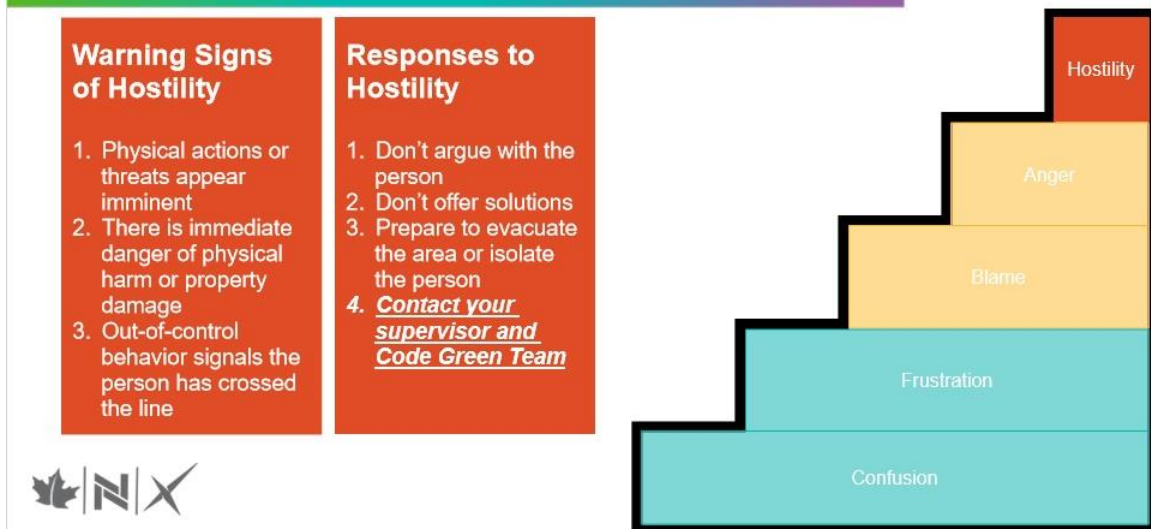 Warning Signs
of Hostility
1. Physical actions or
threats appear
imminent
2. There is immediate
danger of physical
harm or property
damage
3. Out-of-control
behavior signals the
person has crossed
the line
Responses to
Hostility
1. Don't argue with the
person
2. Don't offer solutions
3. Prepare to evacuate
the area or isolate
the person
4. Contact your
supervisor and
Code Green Team
Hostility
Anger
Blame
Frustration
Confusion
N X